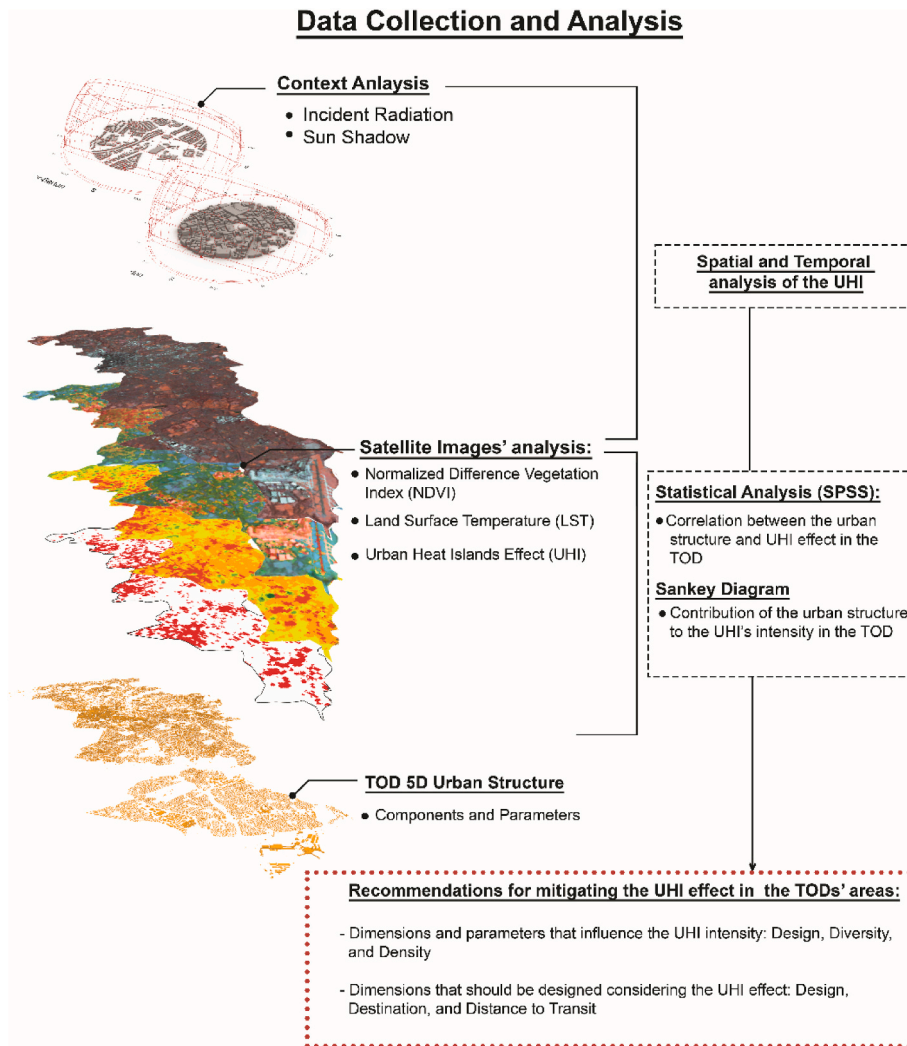 Data Collection and Analysis
Context Anlaysis
• Incident Radiation
• Sun Shadow
Spatial and Temporal
analysis of the UHI
Satellite Images' analysis:
• Normalized Difference Vegetation
Index (NDVI)
• Land Surface Temperature (LST)
• Urban Heat Islands Effect (UHI)
Statistical Analysis (SPSS):
• Correlation between the urban
structure and UHI effect in the
TOD
Sankey Diagram
• Contribution of the urban structure
to the UHI's intensity in the TOD
TOD 5D Urban Structure
• Components and Parameters
Recommendations for mitigating the UHI effect in the TODs' areas:
- Dimensions and parameters that influence the UHI intensity: Design, Diversity,
and Density
- Dimensions that should be designed considering the UHI effect: Design,
Destination, and Distance to Transit